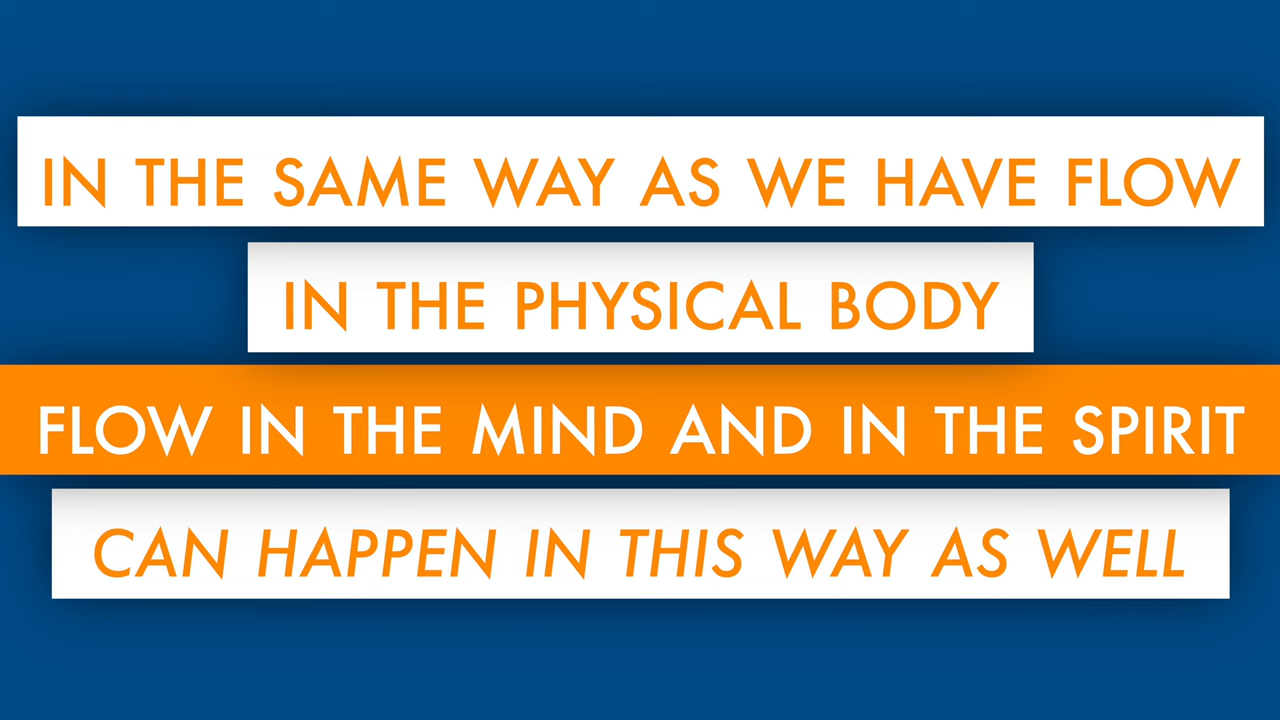 IN THE SAME WAY AS WE HAVE FLOW
IN THE PHYSICAL BODY
FLOW IN THE MIND AND IN THE SPIRIT
CAN HAPPEN IN THIS WAY AS WELL